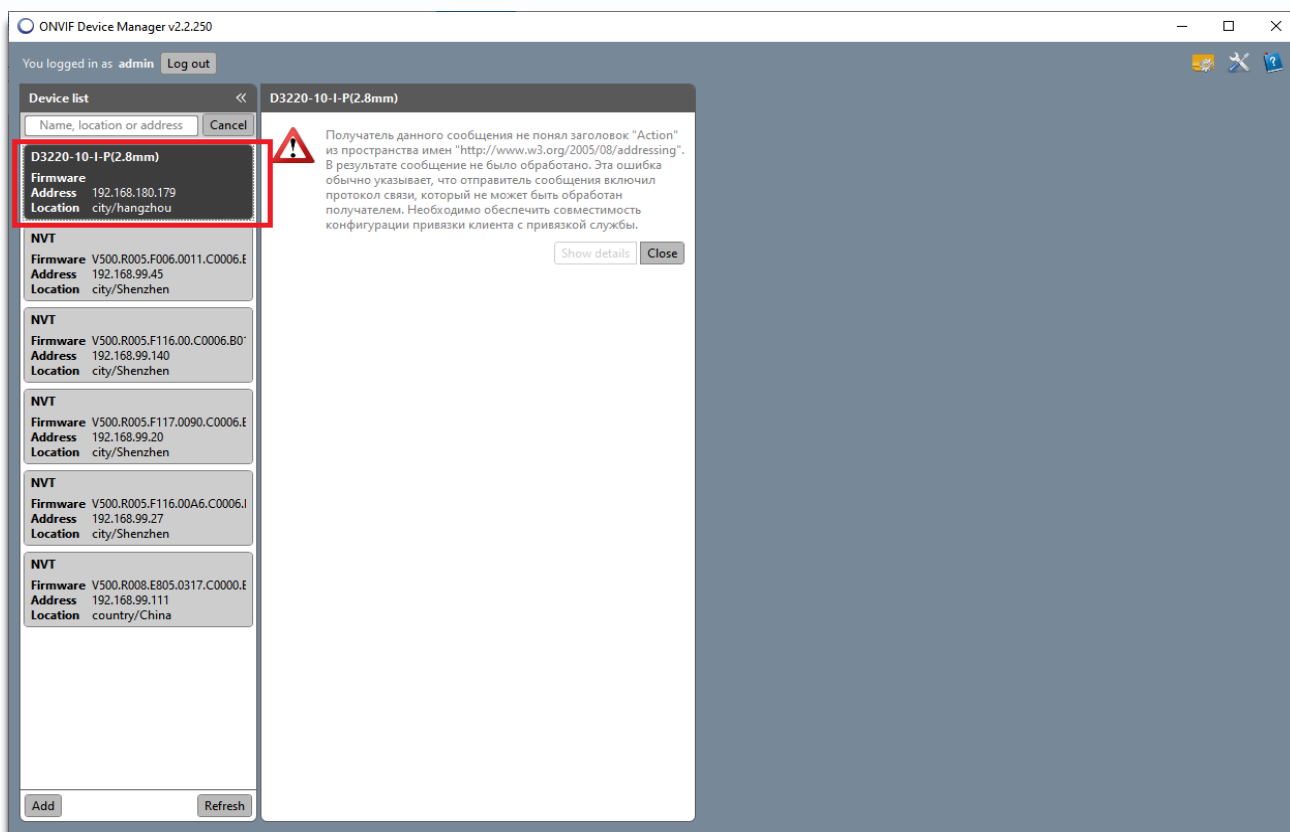 ONVIF Device Manager v2.2.250
You logged in as admin Log out
Device list «
Name, location or address Cancel
D3220-10-I-P(2.8mm)
Firmware
Address 192.168.180.179
Location city/hangzhou
NVT
Firmware V500.R005.F006.0011.C0006.E
Address 192.168.99.45
Location city/Shenzhen
NVT
Firmware V500.R005.F116.00.C0006.B01
Address 192.168.99.140
Location city/Shenzhen
NVT
Firmware V500.R005.F117.0090.C0006.E
Address 192.168.99.20
Location city/Shenzhen
NVT
Firmware V500.R005.F116.00A6.C0006.I
Address 192.168.99.27
Location city/Shenzhen
NVT
Firmware V500.R008.E805.0317.C0000.E
Address 192.168.99.111
Location country/China
Add Refresh
D3220-10-I-P(2.8mm)
Получатель данного сообщения не понял заголовок "Action"
из пространства имен "http://www.w3.org/2005/08/addressing".
В результате сообщение не было обработано. Эта ошибка
обычно указывает, что отправитель сообщения включил
протокол связи, который не может быть обработан
получателем. Необходимо обеспечить совместимость
конфигурации привязки клиента с привязкой службы.
Show details Close